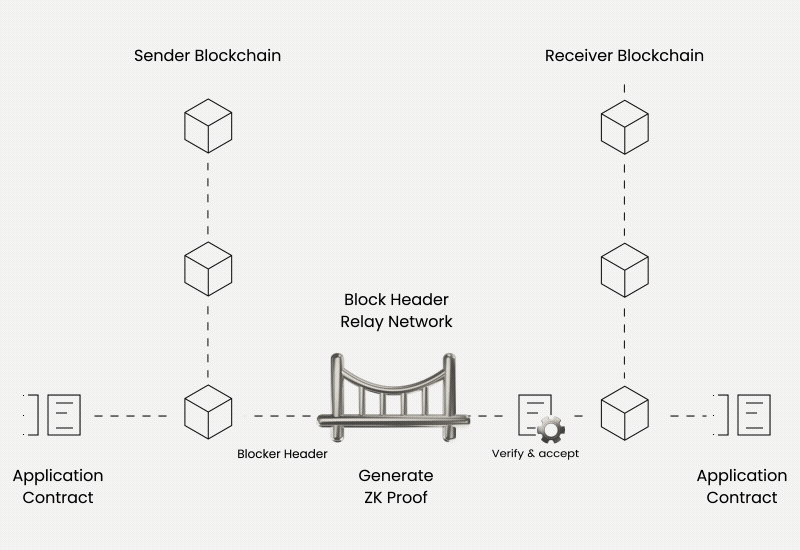 Sender Blockchain
Receiver Blockchain
Block Header
Relay Network
Blocker Header
Verify & accept
Application
Contract
Generate
ZK Proof
Application
Contract